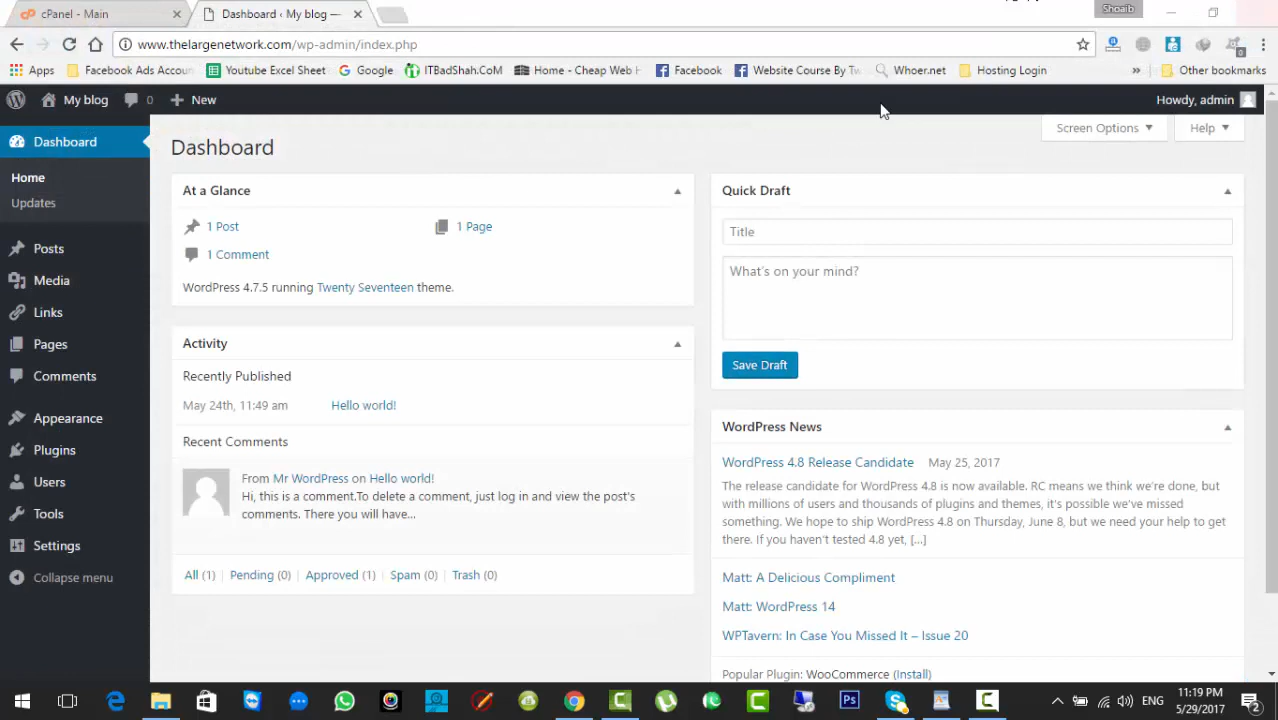 cPanel - Main
Dashboard ‹ My blog —
Shoaib
www.thelargenetwork.com/wp-admin/index.php
Apps
Facebook Ads Accoun
Youtube Excel Sheet
Google
ITBadShah.CoM
Home - Cheap Web H
Facebook
Website Course By Tw
Whoer.net
Hosting Login
»
Other bookmarks
My blog
0
New
Howdy, admin
Dashboard
Home
Updates
Posts
Media
Links
Pages
Comments
Appearance
Plugins
Users
Tools
Settings
Collapse menu
Dashboard
Screen Options
Help
At a Glance
1 Post
1 Page
1 Comment
WordPress 4.7.5 running Twenty Seventeen theme.
Activity
Recently Published
May 24th, 11:49 am
Hello world!
Recent Comments
From Mr WordPress on Hello world!
Hi, this is a comment.To delete a comment, just log in and view the post's
comments. There you will have...
All (1) | Pending (0) | Approved (1) | Spam (0) | Trash (0)
Quick Draft
Title
What's on your mind?
Save Draft
WordPress News
WordPress 4.8 Release Candidate May 25, 2017
The release candidate for WordPress 4.8 is now available. RC means we think we're done, but
with millions of users and thousands of plugins and themes, it's possible we've missed
something. We hope to ship WordPress 4.8 on Thursday, June 8, but we need your help to get
there. If you haven't tested 4.8 yet, [...]
Matt: A Delicious Compliment
Matt: WordPress 14
WPTavern: In Case You Missed It – Issue 20
Popular Plugin: WooCommerce (Install)
Ps
ENG
11:19 PM
5/29/2017
2